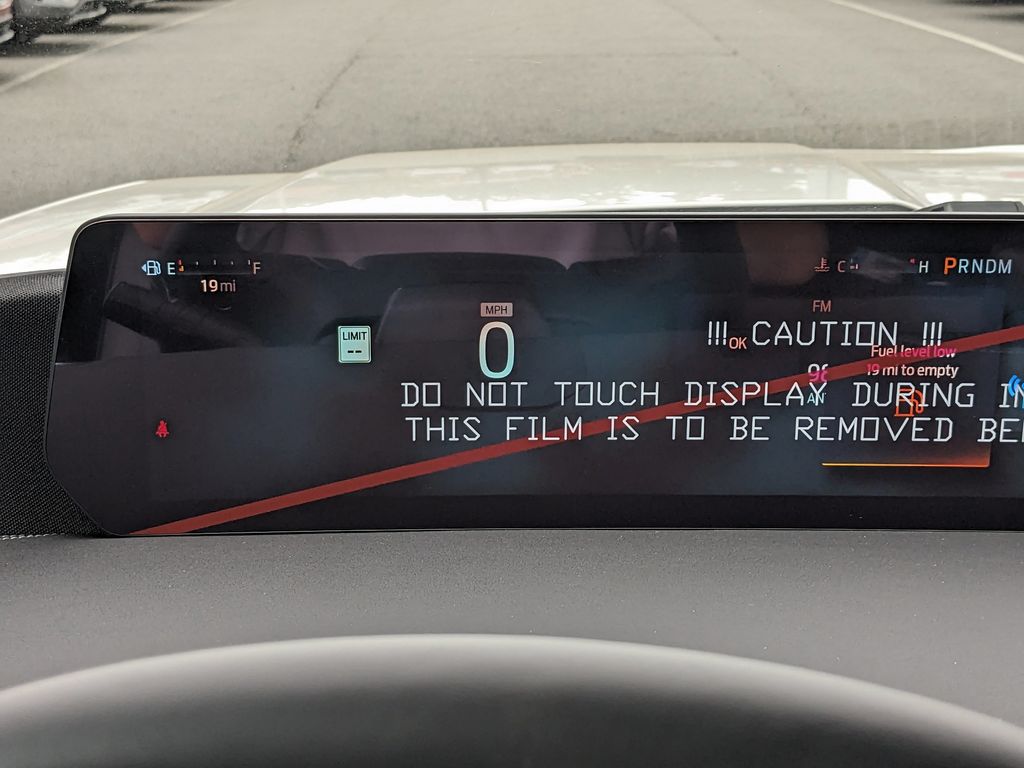 E F
19mi
C H PRNDM
MPH
0
LIMIT
--
FM
!!! CAUTION !!!
OK
Fuel level low
19 mi to empty
DO NOT TOUCH DISPLAY DURING
THIS FILM IS TO BE REMOVED